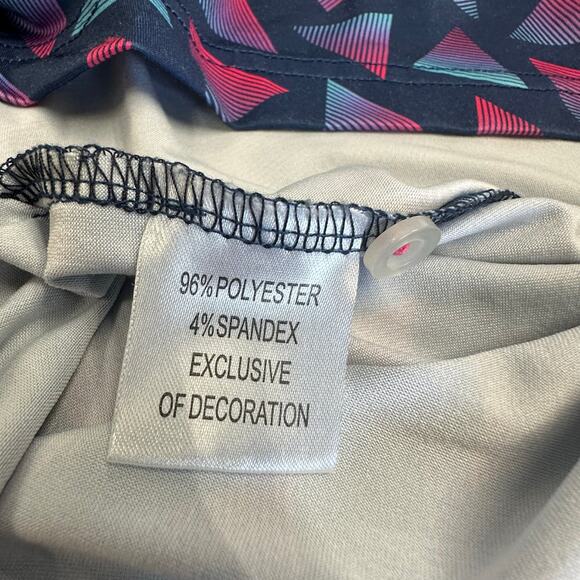 96% POLYESTER
4% SPANDEX
EXCLUSIVE
OF DECORATION